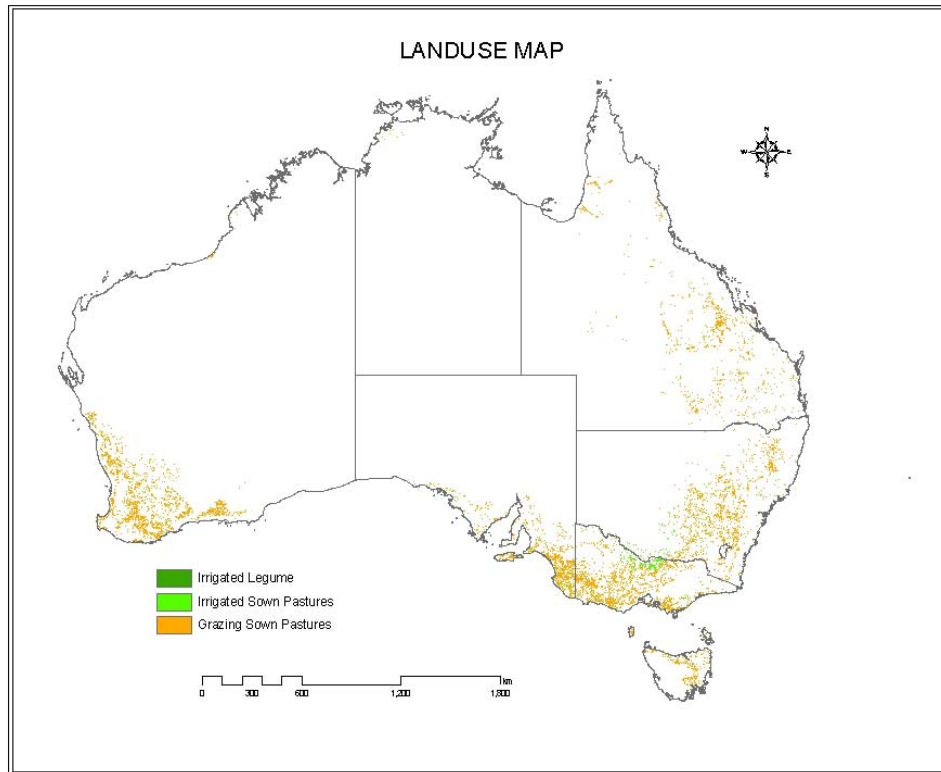 LANDUSE MAP
N
W E
S
Irrigated Legume
Irrigated Sown Pastures
Grazing Sown Pastures
km
0 300 600 1,200 1,800